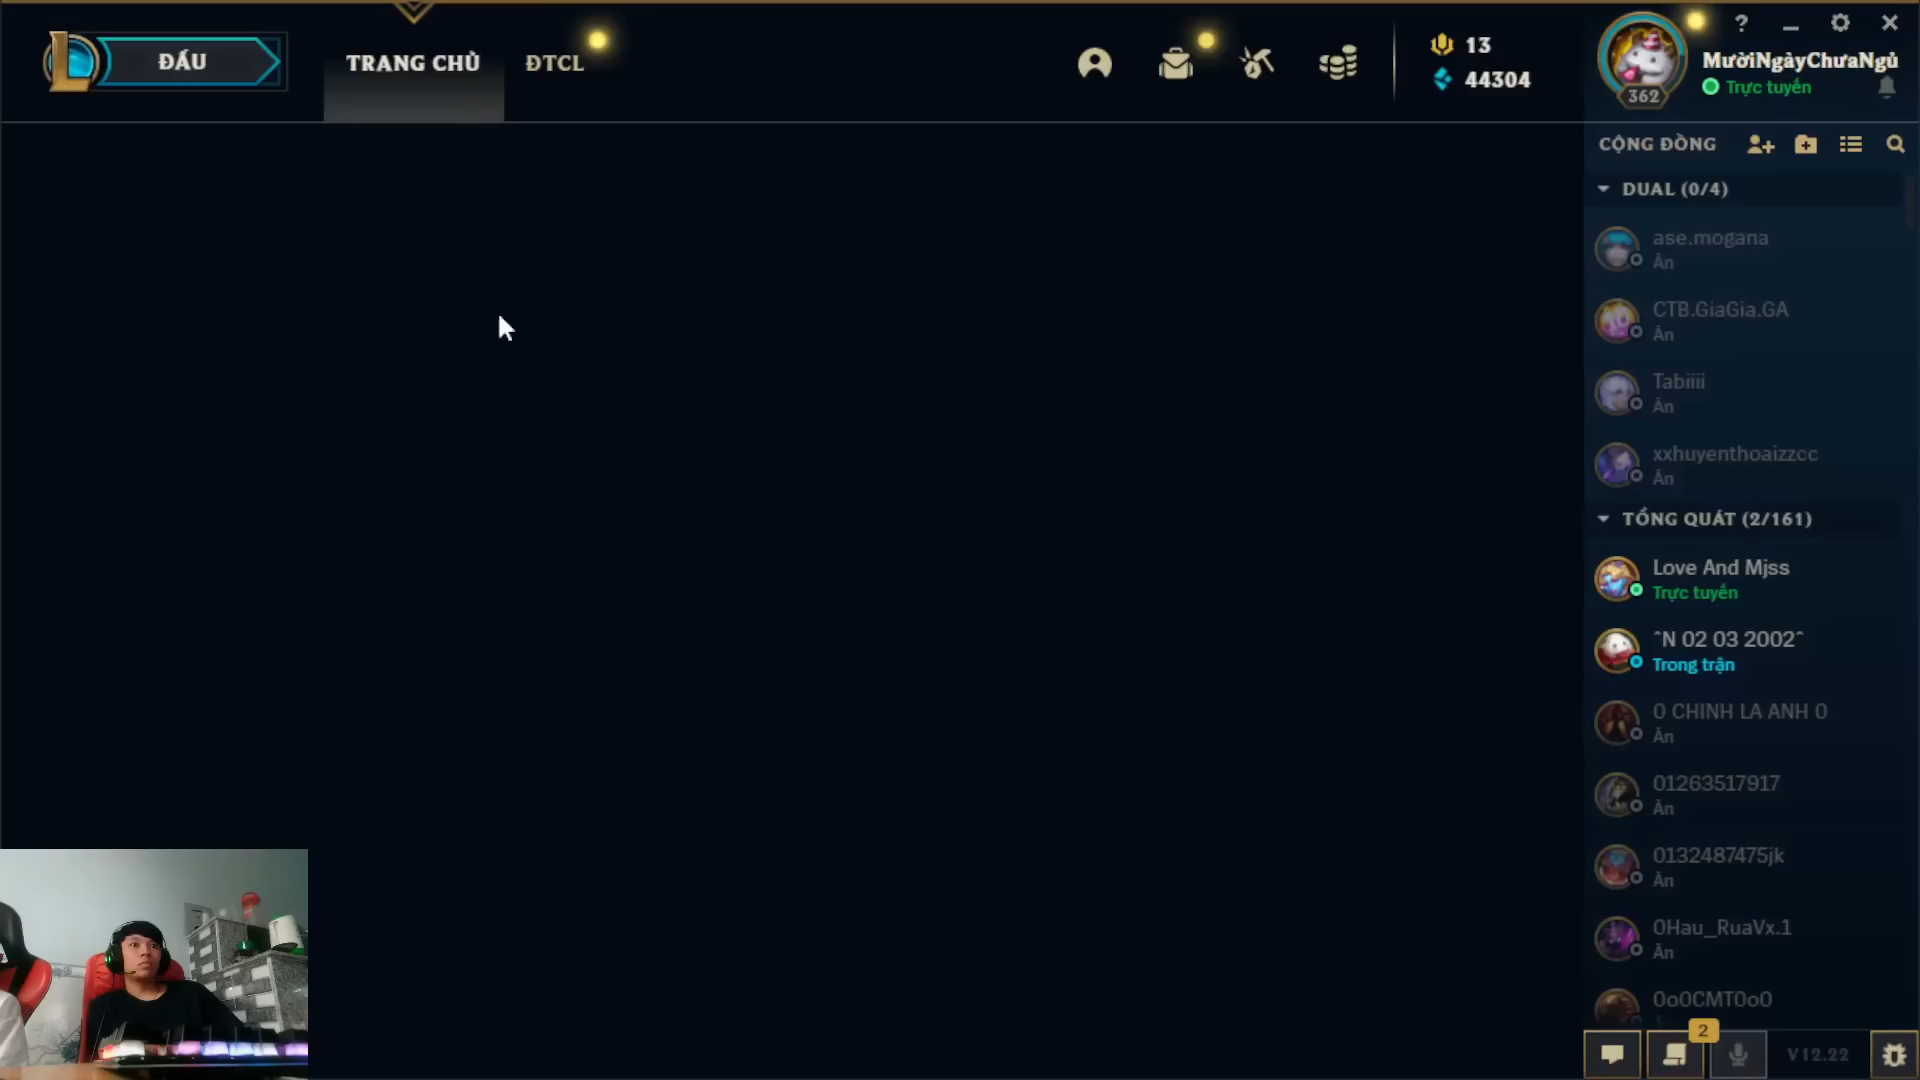 ĐẤU
TRANG CHỦ
ĐTCL
13
44304
362
MườiNgàyChưaNgủ
Trực tuyến
CỘNG ĐỒNG
DUAL (0/4)
ase.mogana
Ẩn
CTB.GiaGia.GA
Ẩn
Tabiiii
Ẩn
xxhuyenthoaizzcc
Ẩn
TỔNG QUÁT (2/161)
Love And Mjss
Trực tuyến
^N 02 03 2002^
Trong trận
0 CHINH LA ANH 0
Ẩn
01263517917
Ẩn
0132487475jk
Ẩn
0Hau_RuaVx.1
Ẩn
0o0CMT0o0
2
V12.22